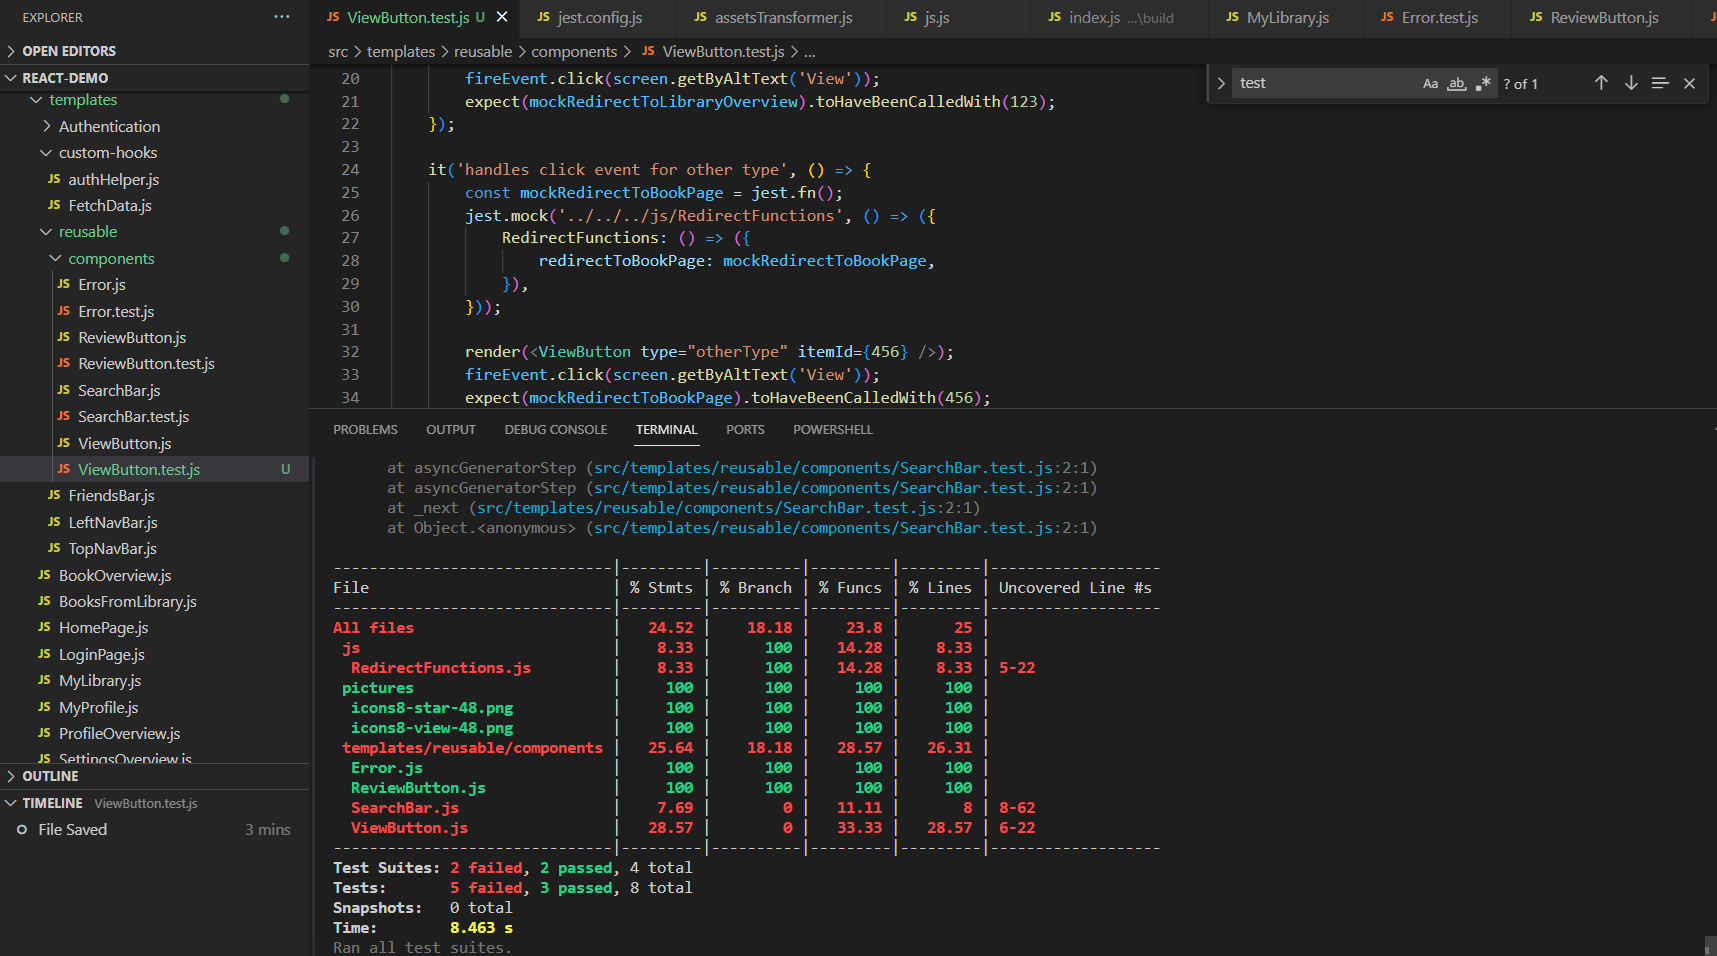 EXPLORER ...
OPEN EDITORS
REACT-DEMO
templates
Authentication
custom-hooks
JS authHelper.js
JS FetchData.js
reusable
components
JS Error.js
JS Error.test.js
JS ReviewButton.js
JS ReviewButton.test.js
JS SearchBar.js
JS SearchBar.test.js
JS ViewButton.js
JS ViewButton.test.js U
JS FriendsBar.js
JS LeftNavBar.js
JS TopNavBar.js
JS BookOverview.js
JS BooksFromLibrary.js
JS HomePage.js
JS LoginPage.js
JS MyLibrary.js
JS MyProfile.js
JS ProfileOverview.js
JS SettingsOverview.js
OUTLINE
TIMELINE ViewButton.test.js
File Saved 3 mins
JS ViewButton.test.js U JS jest.config.js JS assetsTransformer.js JS js.js JS index.js ...\build JS MyLibrary.js JS Error.test.js JS ReviewButton.js
src > templates > reusable > components > JS ViewButton.test.js > ...
test Aa ab .* ? of 1
20 fireEvent.click(screen.getByAltText('View'));
21 expect(mockRedirectToLibraryOverview).toHaveBeenCalledWith(123);
22 });
23
24 it('handles click event for other type', () => {
25 const mockRedirectToBookPage = jest.fn();
26 jest.mock('../../../js/RedirectFunctions', () => ({
27 RedirectFunctions: () => ({
28 redirectToBookPage: mockRedirectToBookPage,
29 }),
30 }));
31
32 render(<ViewButton type="otherType" itemId={456} />);
33 fireEvent.click(screen.getByAltText('View'));
34 expect(mockRedirectToBookPage).toHaveBeenCalledWith(456);
PROBLEMS OUTPUT DEBUG CONSOLE TERMINAL PORTS POWERSHELL
at asyncGeneratorStep (src/templates/reusable/components/SearchBar.test.js:2:1)
at asyncGeneratorStep (src/templates/reusable/components/SearchBar.test.js:2:1)
at _next (src/templates/reusable/components/SearchBar.test.js:2:1)
at Object.<anonymous> (src/templates/reusable/components/SearchBar.test.js:2:1)
-------------------------------|---------|----------|---------|---------|-------------------
File | % Stmts | % Branch | % Funcs | % Lines | Uncovered Line #s
-------------------------------|---------|----------|---------|---------|-------------------
All files | 24.52 | 18.18 | 23.8 | 25 |
js | 8.33 | 100 | 14.28 | 8.33 |
RedirectFunctions.js | 8.33 | 100 | 14.28 | 8.33 | 5-22
pictures | 100 | 100 | 100 | 100 |
icons8-star-48.png | 100 | 100 | 100 | 100 |
icons8-view-48.png | 100 | 100 | 100 | 100 |
templates/reusable/components | 25.64 | 18.18 | 28.57 | 26.31 |
Error.js | 100 | 100 | 100 | 100 |
ReviewButton.js | 100 | 100 | 100 | 100 |
SearchBar.js | 7.69 | 0 | 11.11 | 8 | 8-62
ViewButton.js | 28.57 | 0 | 33.33 | 28.57 | 6-22
-------------------------------|---------|----------|---------|---------|-------------------
Test Suites: 2 failed, 2 passed, 4 total
Tests: 5 failed, 3 passed, 8 total
Snapshots: 0 total
Time: 8.463 s
Ran all test suites.